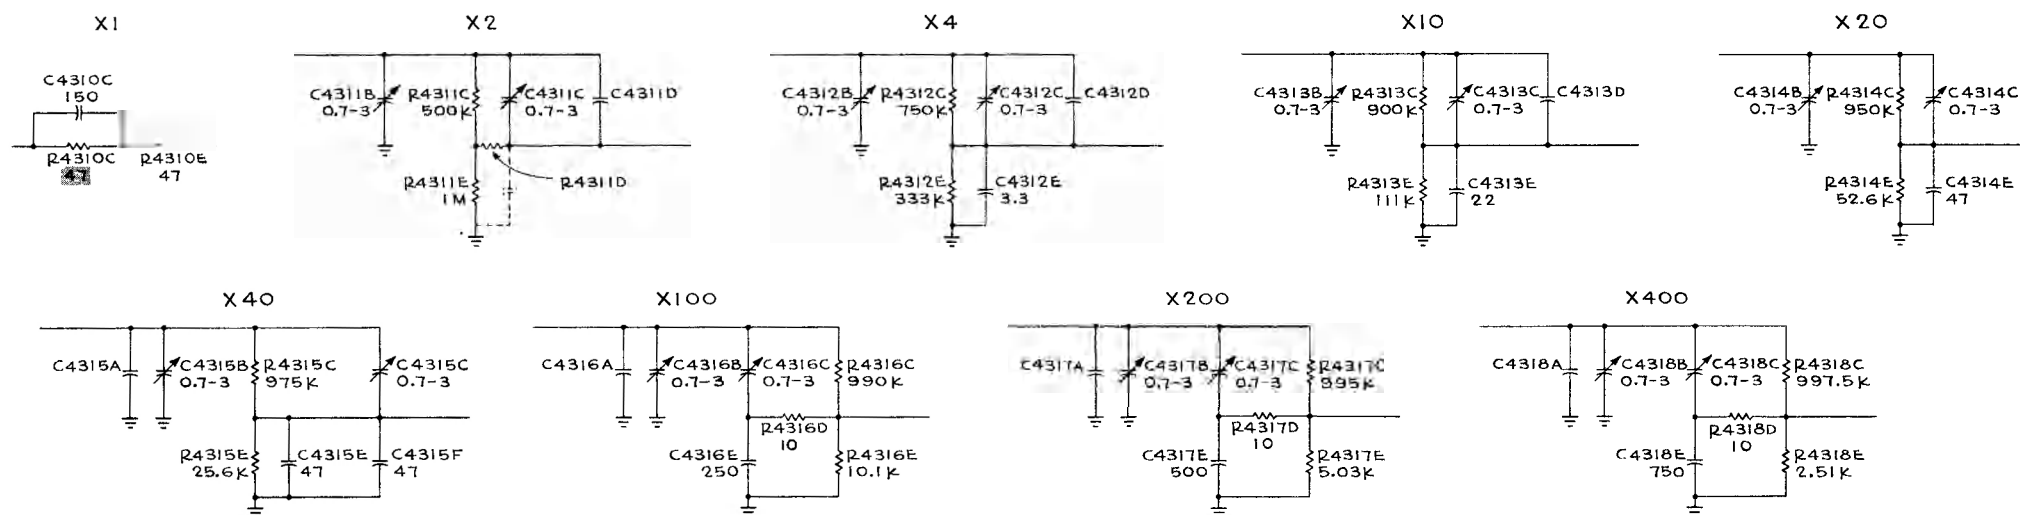 X1
C4310C
150
R4310C
47
R4310E
47
X2
C4311B
0.7-3
R4311C
500K
C4311C
0.7-3
C4311D
R4311E
1M
R4311D
X4
C4312B
0.7-3
R4312C
750K
C4312C
0.7-3
C4312D
R4312E
333K
C4312E
3.3
X10
C4313B
0.7-3
R4313C
900K
C4313C
0.7-3
C4313D
R4313E
111K
C4313E
22
X20
C4314B
0.7-3
R4314C
950K
C4314C
0.7-3
R4314E
52.6K
C4314E
47
X40
C4315A
C4315B
0.7-3
R4315C
975K
C4315C
0.7-3
R4315E
25.6K
C4315E
47
C4315F
47
X100
C4316A
C4316B
0.7-3
C4316C
0.7-3
R4316C
990K
R4316D
10
C4316E
250
R4316E
10.1K
X200
C4317A
C4317B
0.7-3
C4317C
0.7-3
R4317C
995K
R4317D
10
C4317E
500
R4317E
5.03K
X400
C4318A
C4318B
0.7-3
C4318C
0.7-3
R4318C
997.5K
R4318D
10
C4318E
750
R4318E
2.51K